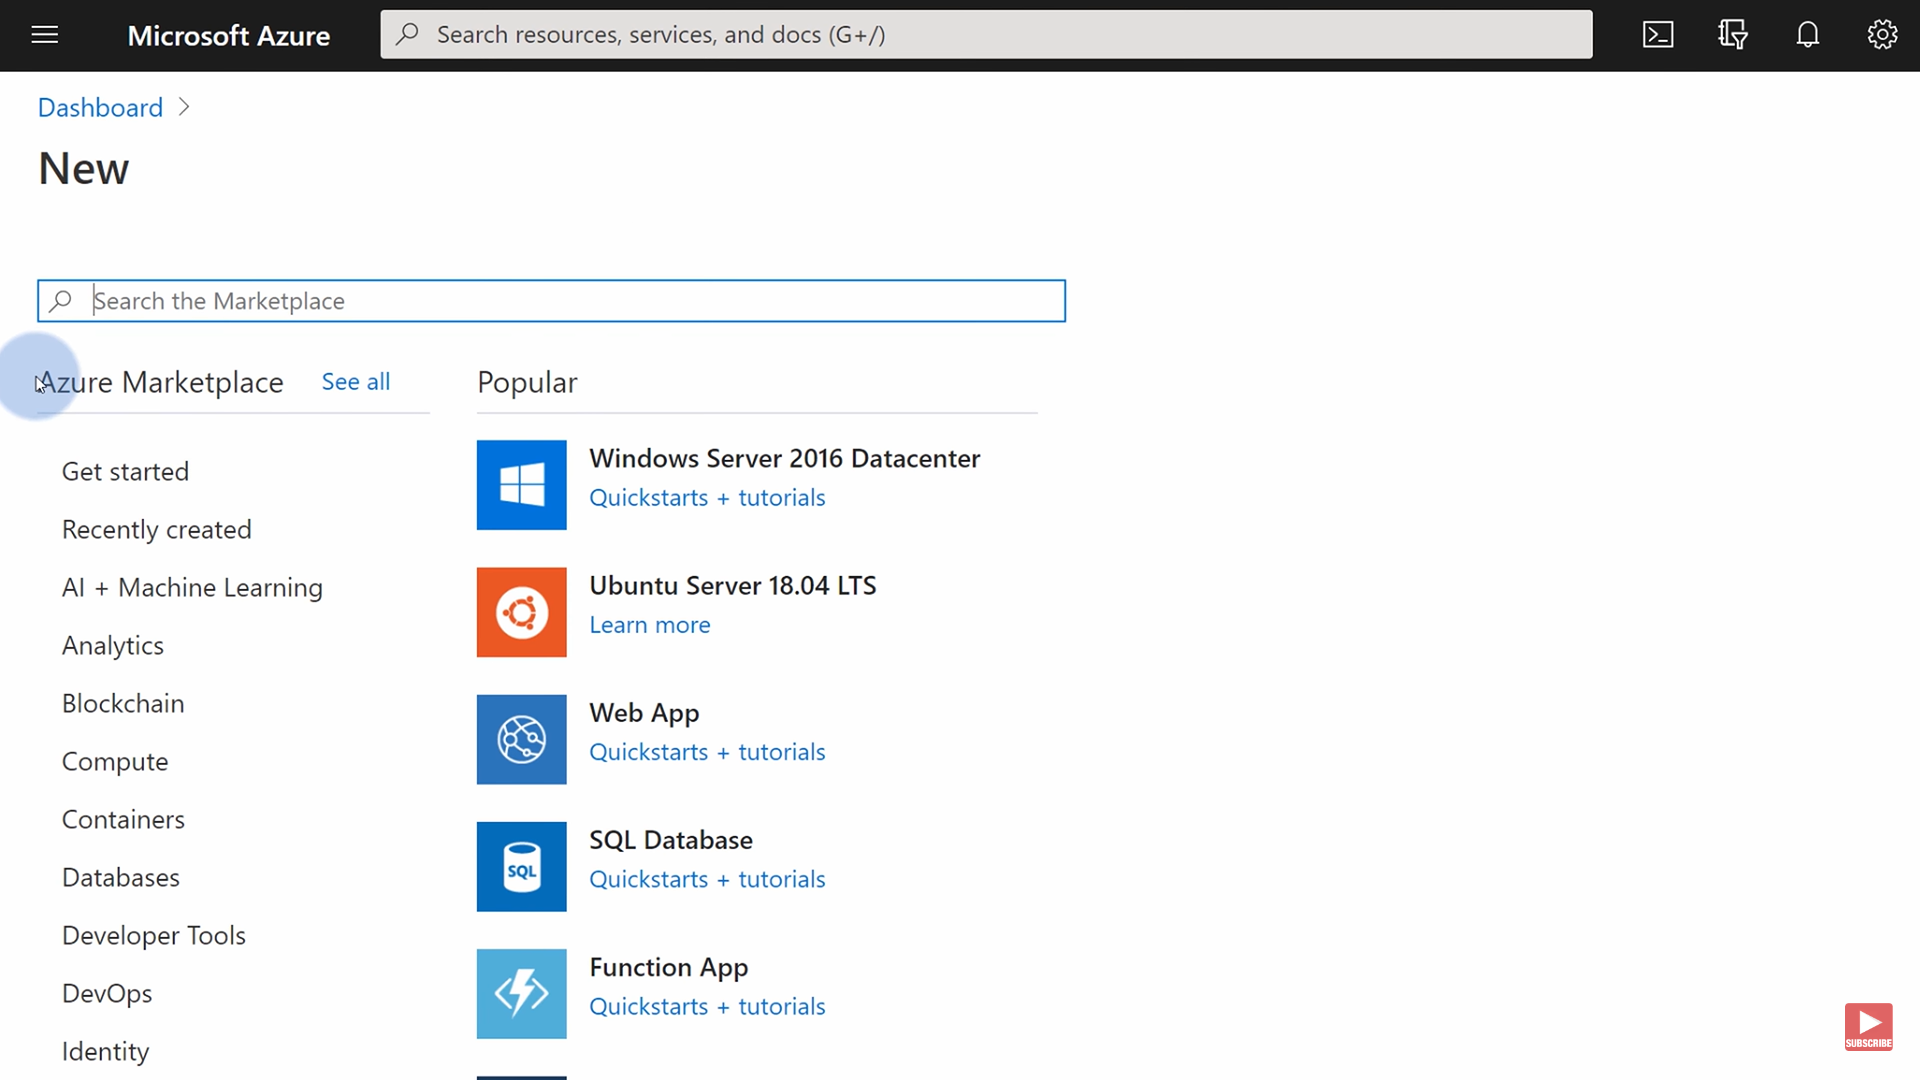 Microsoft Azure
Search resources, services, and docs (G+/)
Dashboard
New
Search the Marketplace
Azure Marketplace
See all
Get started
Recently created
AI + Machine Learning
Analytics
Blockchain
Compute
Containers
Databases
Developer Tools
DevOps
Identity
Popular
Windows Server 2016 Datacenter
Quickstarts + tutorials
Ubuntu Server 18.04 LTS
Learn more
Web App
Quickstarts + tutorials
SQL
SQL Database
Quickstarts + tutorials
Function App
Quickstarts + tutorials
SUBSCRIBE